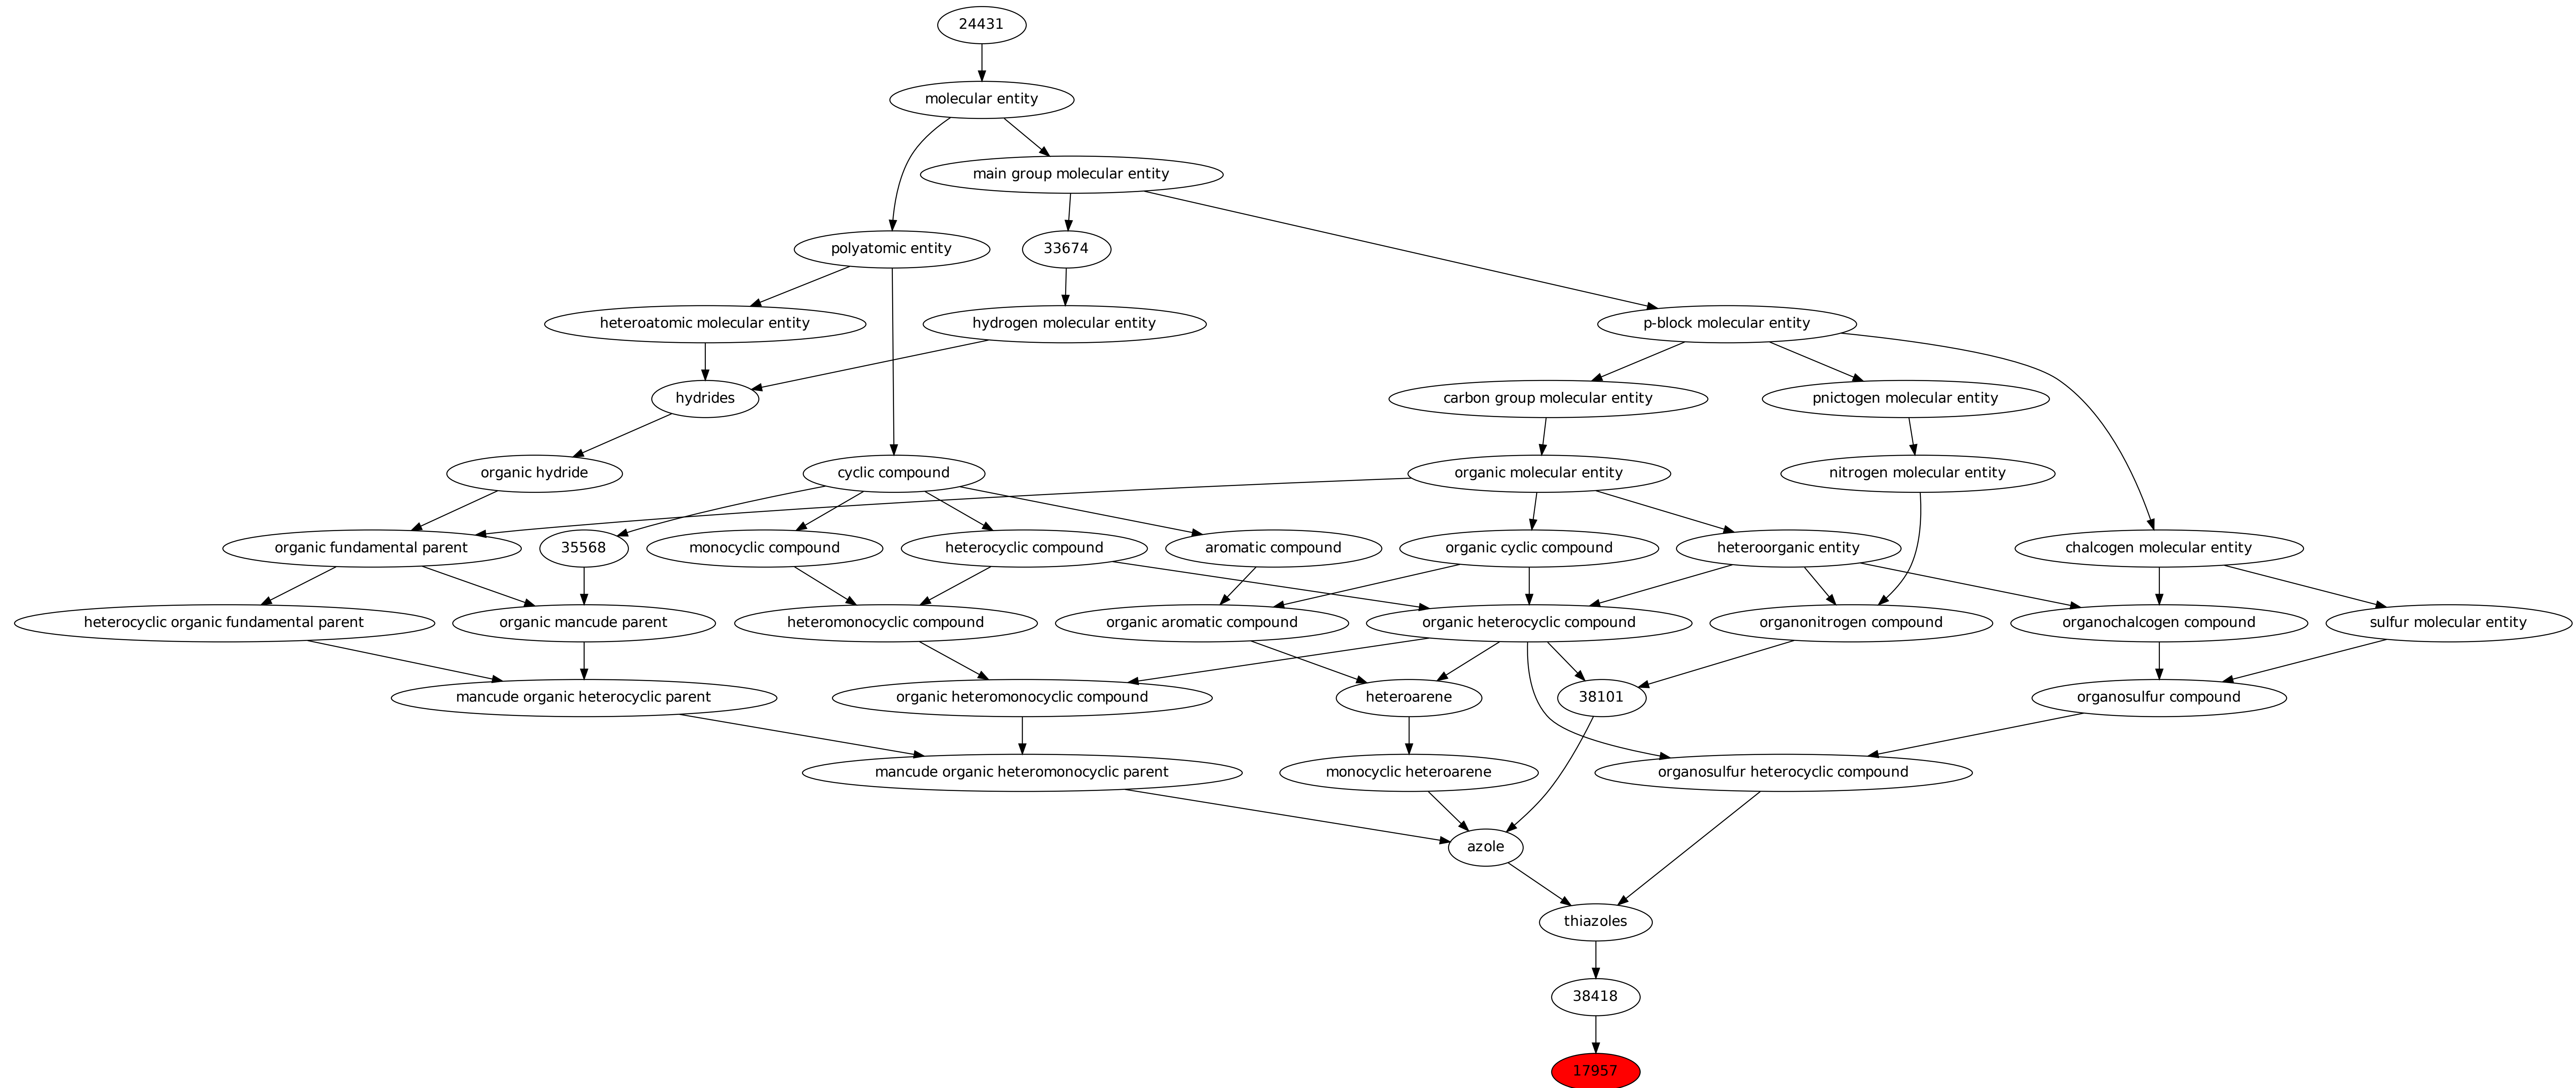 24431
molecular entity
main group molecular entity
polyatomic entity
33674
heteroatomic molecular entity
hydrogen molecular entity
p-block molecular entity
hydrides
carbon group molecular entity
pnictogen molecular entity
organic hydride
cyclic compound
organic molecular entity
nitrogen molecular entity
organic fundamental parent
35568
monocyclic compound
heterocyclic compound
aromatic compound
organic cyclic compound
heteroorganic entity
chalcogen molecular entity
heterocyclic organic fundamental parent
organic mancude parent
heteromonocyclic compound
organic aromatic compound
organic heterocyclic compound
organonitrogen compound
organochalcogen compound
sulfur molecular entity
mancude organic heterocyclic parent
organic heteromonocyclic compound
heteroarene
38101
organosulfur compound
mancude organic heteromonocyclic parent
monocyclic heteroarene
organosulfur heterocyclic compound
azole
thiazoles
38418
17957